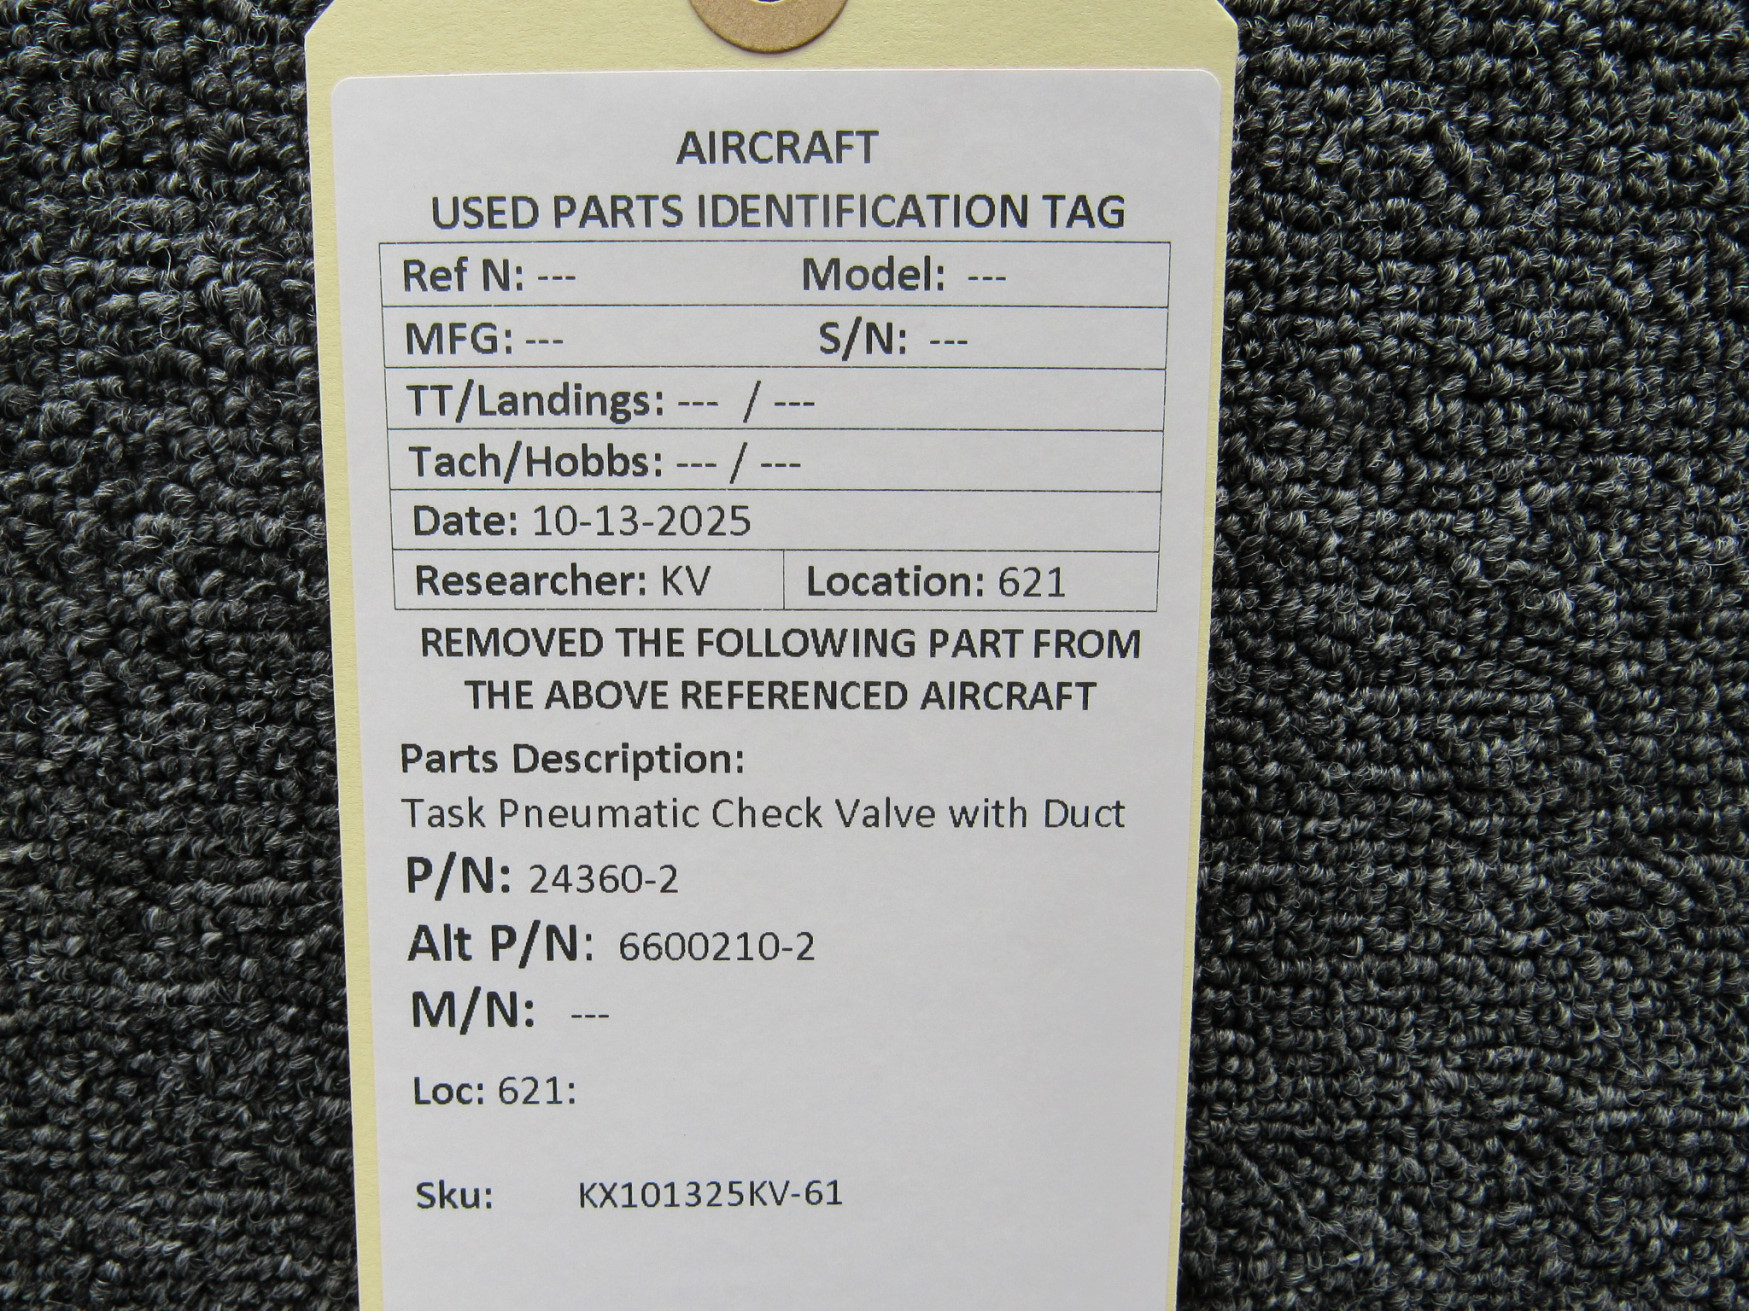 AIRCRAFT
USED PARTS IDENTIFICATION TAG
Ref N: --- Model: ---
MFG: --- S/N: ---
TT/Landings: --- / ---
Tach/Hobbs: --- / ---
Date: 10-13-2025
Researcher: KV Location: 621
REMOVED THE FOLLOWING PART FROM
THE ABOVE REFERENCED AIRCRAFT
Parts Description:
Task Pneumatic Check Valve with Duct
P/N: 24360-2
Alt P/N: 6600210-2
M/N: ---
Loc: 621:
Sku: KX101325KV-61